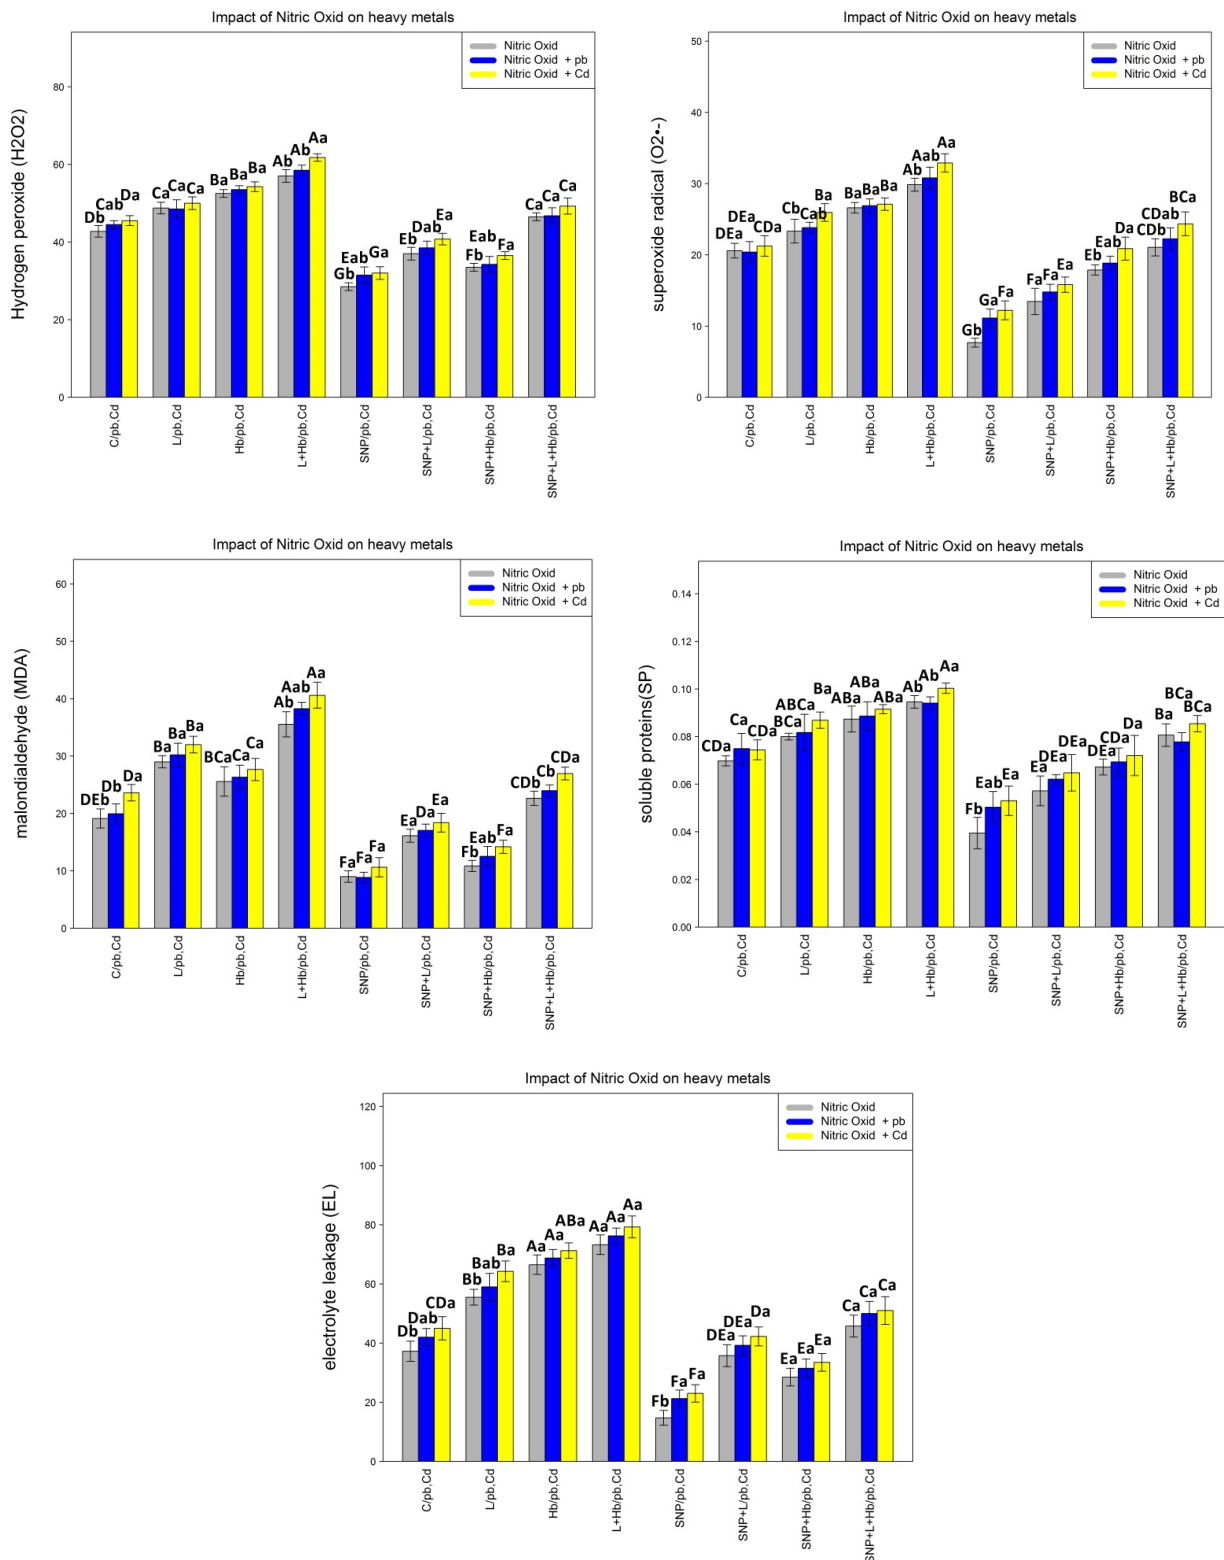 Impact of Nitric Oxid on heavy metals
Hydrogen peroxide (H2O2)
Nitric Oxid
Nitric Oxid + pb
Nitric Oxid + Cd
80
60
40
20
0
Db Cab Da Ca Ca Ca Ba Ba Ba Ab Ab Aa Gb Eab Ga Eb Dab Ea Fb Eab Fa Ca Ca Ca
C/pb,Cd
L/pb,Cd
Hb/pb,Cd
L+Hb/pb,Cd
SNP/pb,Cd
SNP+L/pb,Cd
SNP+Hb/pb,Cd
SNP+L+Hb/pb,Cd
Impact of Nitric Oxid on heavy metals
superoxide radical (O2•-)
Nitric Oxid
Nitric Oxid + pb
Nitric Oxid + Cd
50
40
30
20
10
0
DEa DEa CDa Cb Cab Ba Ba Ba Ba Ab Aab Aa Gb Ga Fa Fa Fa Ea Eb Eab Da CDb CDab BCa
C/pb,Cd
L/pb,Cd
Hb/pb,Cd
L+Hb/pb,Cd
SNP/pb,Cd
SNP+L/pb,Cd
SNP+Hb/pb,Cd
SNP+L+Hb/pb,Cd
Impact of Nitric Oxid on heavy metals
malondialdehyde (MDA)
Nitric Oxid
Nitric Oxid + pb
Nitric Oxid + Cd
60
50
40
30
20
10
0
DEb Db Da Ba Ba Ba BCa Ca Ca Ab Aab Aa Fa Fa Fa Ea Da Ea Fb Eab Fa CDb Cb CDa
C/pb,Cd
L/pb,Cd
Hb/pb,Cd
L+Hb/pb,Cd
SNP/pb,Cd
SNP+L/pb,Cd
SNP+Hb/pb,Cd
SNP+L+Hb/pb,Cd
Impact of Nitric Oxid on heavy metals
soluble proteins(SP)
Nitric Oxid
Nitric Oxid + pb
Nitric Oxid + Cd
0.14
0.12
0.10
0.08
0.06
0.04
0.02
0.00
CDa Ca CDa BCa ABCa Ba ABa ABa ABa Ab Ab Aa Fb Eab Ea Ea DEa DEa DEa CDa Da Ba BCa BCa
C/pb,Cd
L/pb,Cd
Hb/pb,Cd
L+Hb/pb,Cd
SNP/pb,Cd
SNP+L/pb,Cd
SNP+Hb/pb,Cd
SNP+L+Hb/pb,Cd
Impact of Nitric Oxid on heavy metals
electrolyte leakage (EL)
Nitric Oxid
Nitric Oxid + pb
Nitric Oxid + Cd
120
100
80
60
40
20
0
Db Dab CDa Bb Bab Ba Aa Aa ABa Aa Aa Aa Fb Fa Fa DEa DEa Da Ea Ea Ea Ca Ca Ca
C/pb,Cd
L/pb,Cd
Hb/pb,Cd
L+Hb/pb,Cd
SNP/pb,Cd
SNP+L/pb,Cd
SNP+Hb/pb,Cd
SNP+L+Hb/pb,Cd